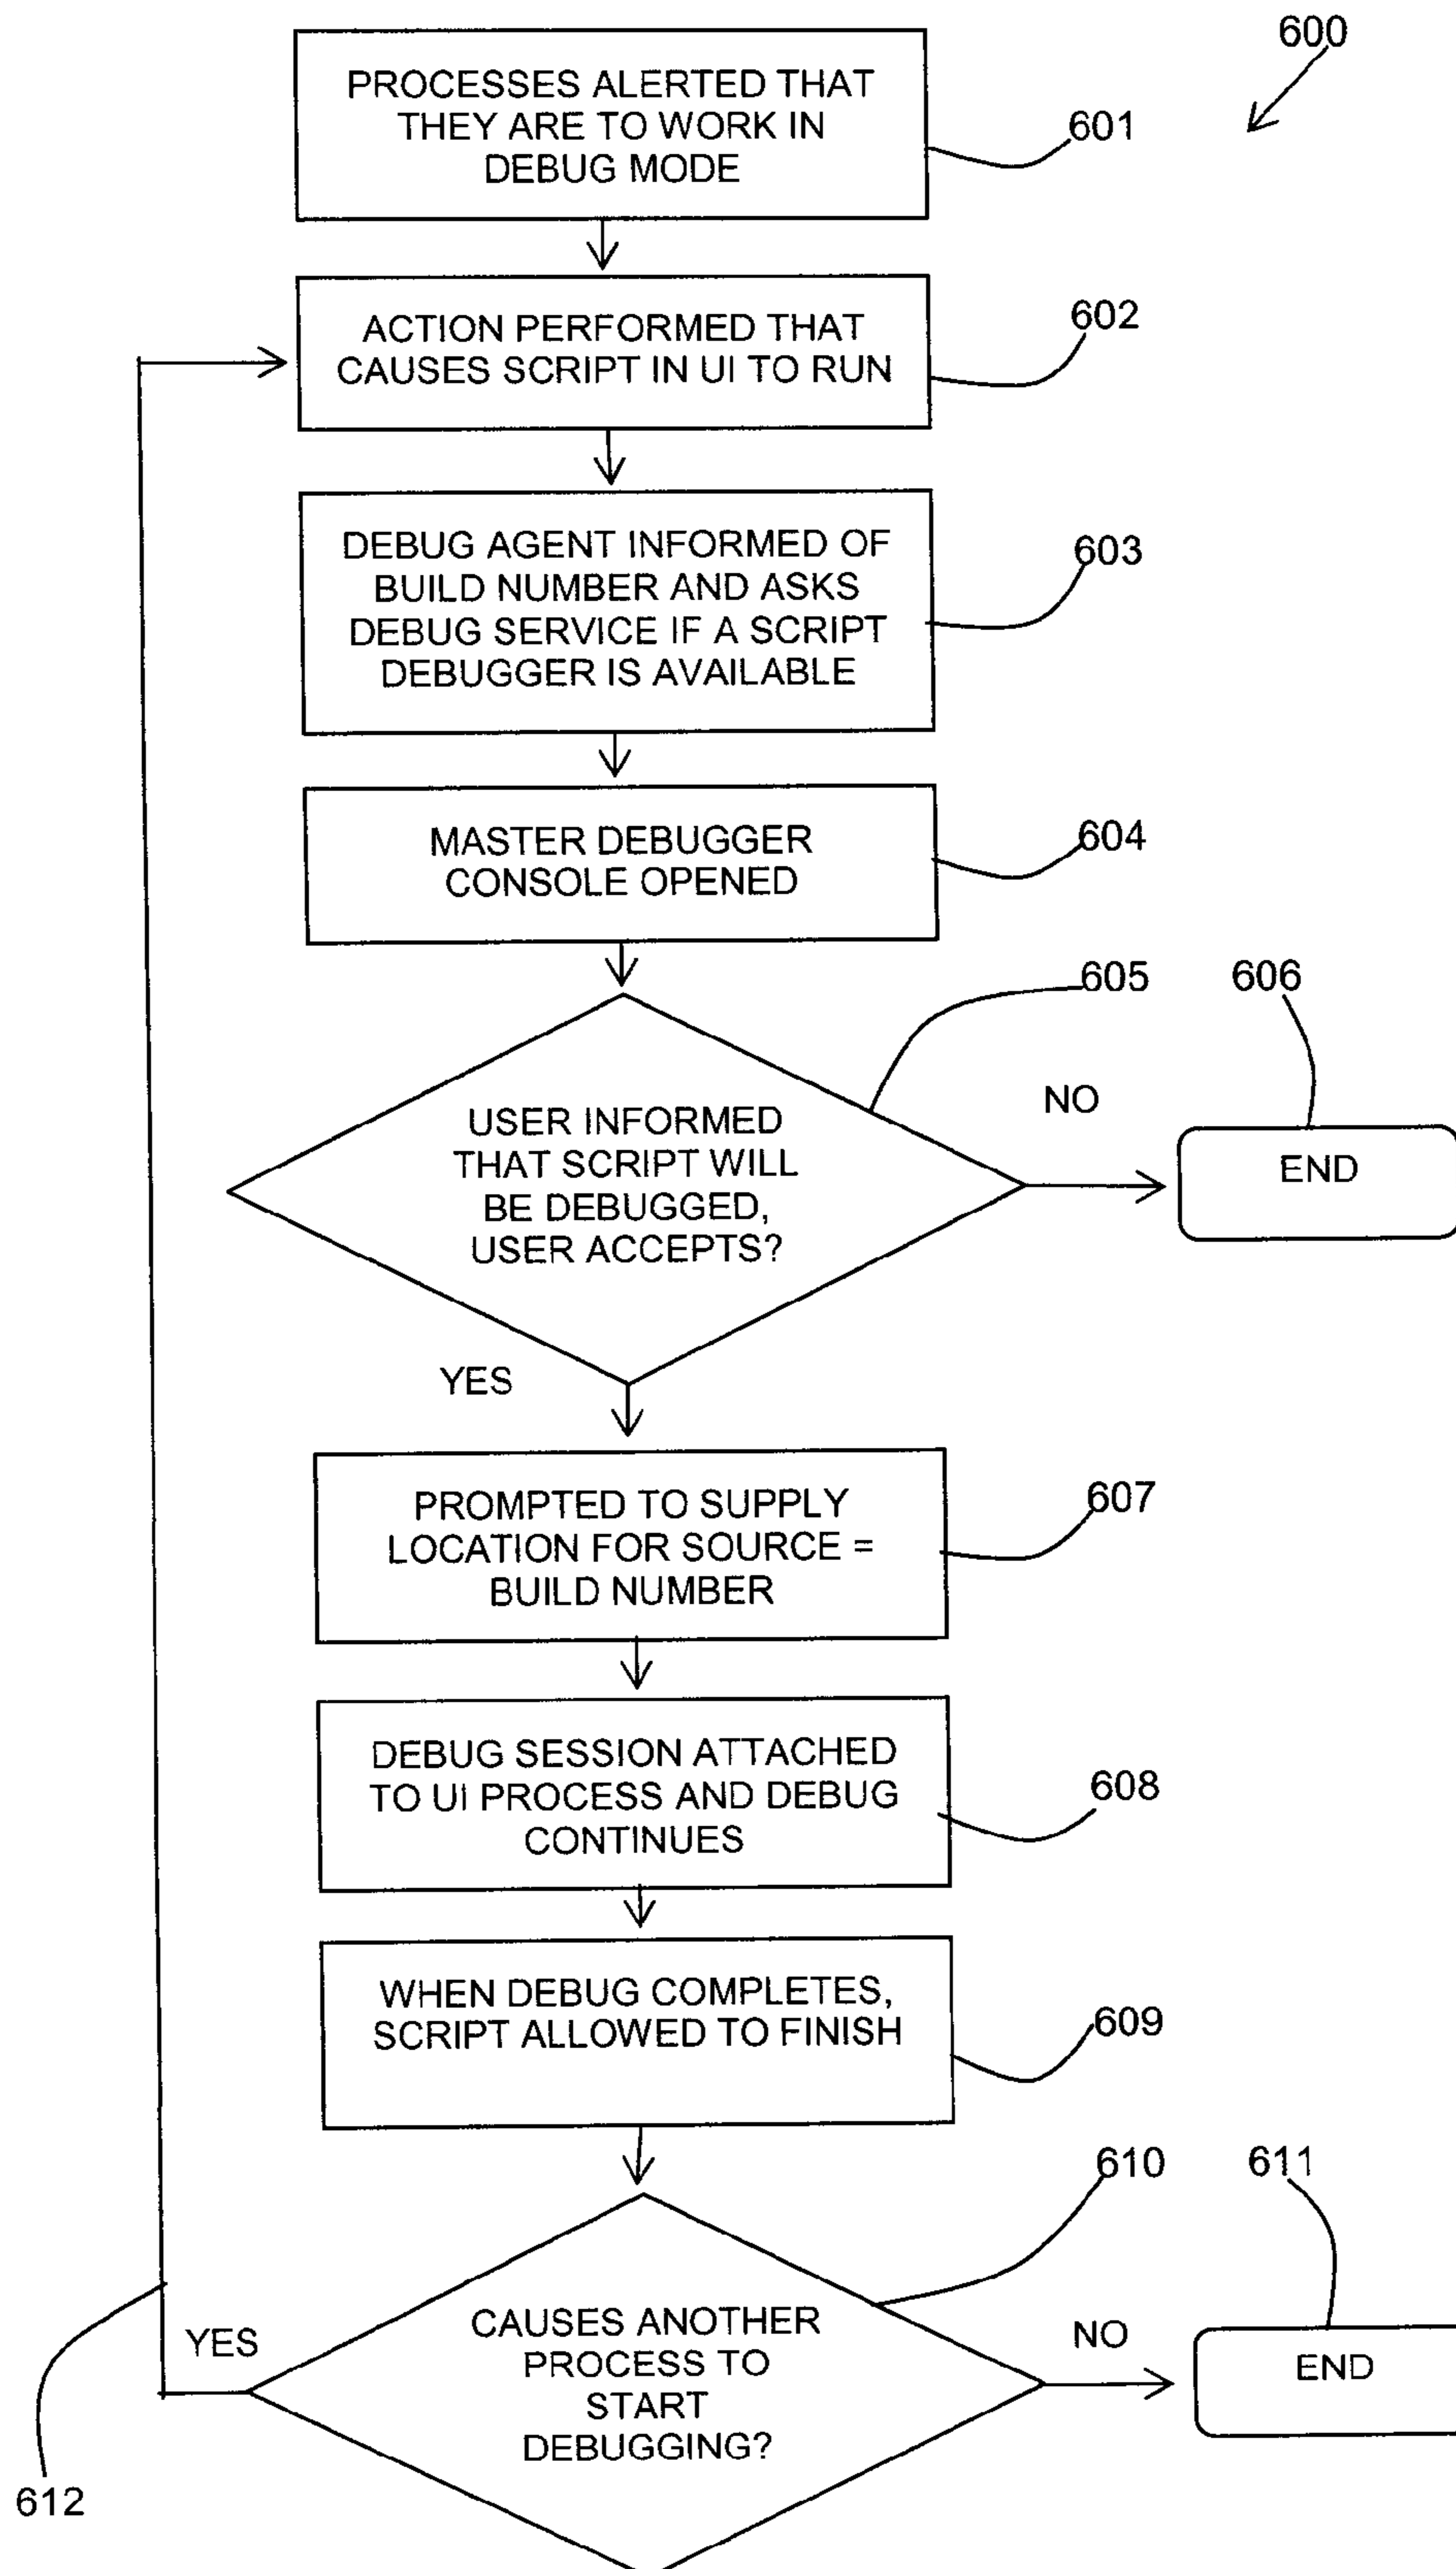 600
PROCESSES ALERTED THAT
THEY ARE TO WORK IN
DEBUG MODE
601
ACTION PERFORMED THAT
CAUSES SCRIPT IN UI TO RUN
602
DEBUG AGENT INFORMED OF
BUILD NUMBER AND ASKS
DEBUG SERVICE IF A SCRIPT
DEBUGGER IS AVAILABLE
603
MASTER DEBUGGER
CONSOLE OPENED
604
USER INFORMED
THAT SCRIPT WILL
BE DEBUGGED,
USER ACCEPTS?
605
NO
606
END
YES
PROMPTED TO SUPPLY
LOCATION FOR SOURCE =
BUILD NUMBER
607
DEBUG SESSION ATTACHED
TO UI PROCESS AND DEBUG
CONTINUES
608
WHEN DEBUG COMPLETES,
SCRIPT ALLOWED TO FINISH
609
CAUSES ANOTHER
PROCESS TO
START
DEBUGGING?
610
NO
611
END
YES
612